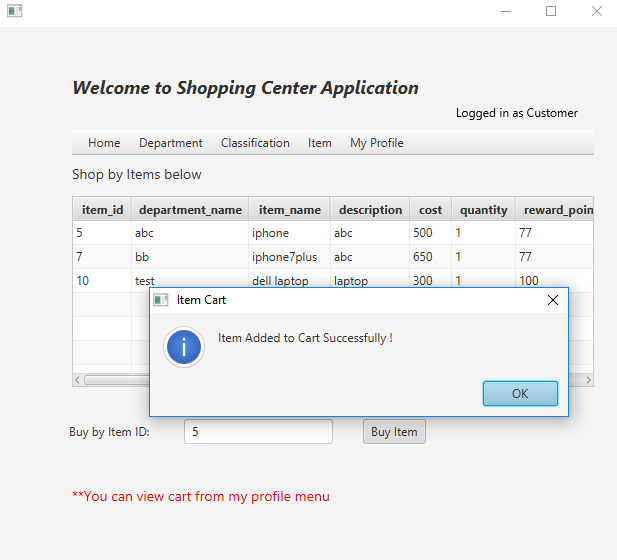 Welcome to Shopping Center Application
Logged in as Customer
Home Department Classification Item My Profile
Shop by Items below
item_id department_name item_name description cost quantity reward_poin
5 abc iphone abc 500 1 77
7 bb iphone7plus abc 650 1 77
10 test dell laptop laptop 300 1 100
Item Cart
Item Added to Cart Successfully !
OK
Buy by Item ID: 5 Buy Item
**You can view cart from my profile menu